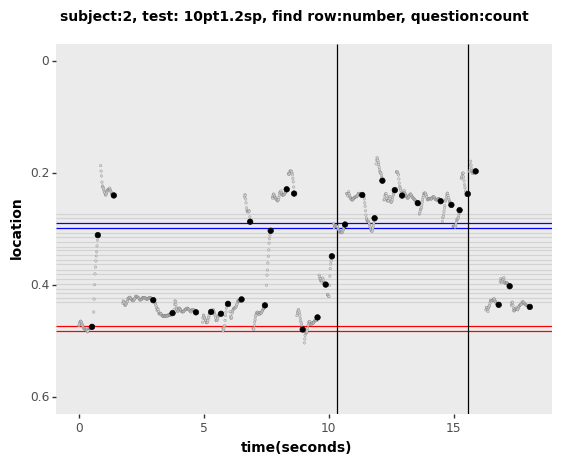 subject:2, test: 10pt1.2sp, find row:number, question:count
0
0.2
0.4
0.6
location
0
5
10
15
time(seconds)